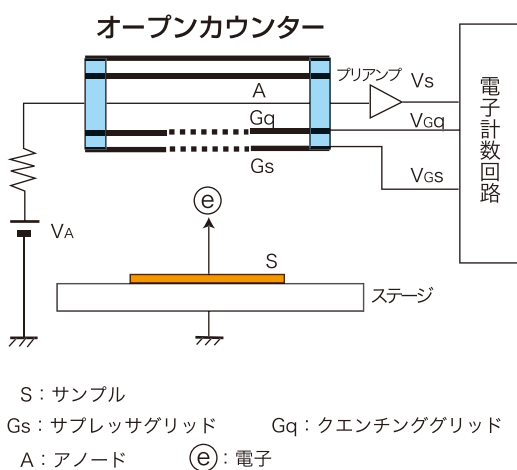 オープンカウンター
プリアンプ
Vs
A
Gq
VGq
Gs
VGs
電子計数回路
e
VA
S
ステージ
S：サンプル
Gs：サプレッサグリッド
Gq：クエンチングググリッド
A：アノード
e：電子